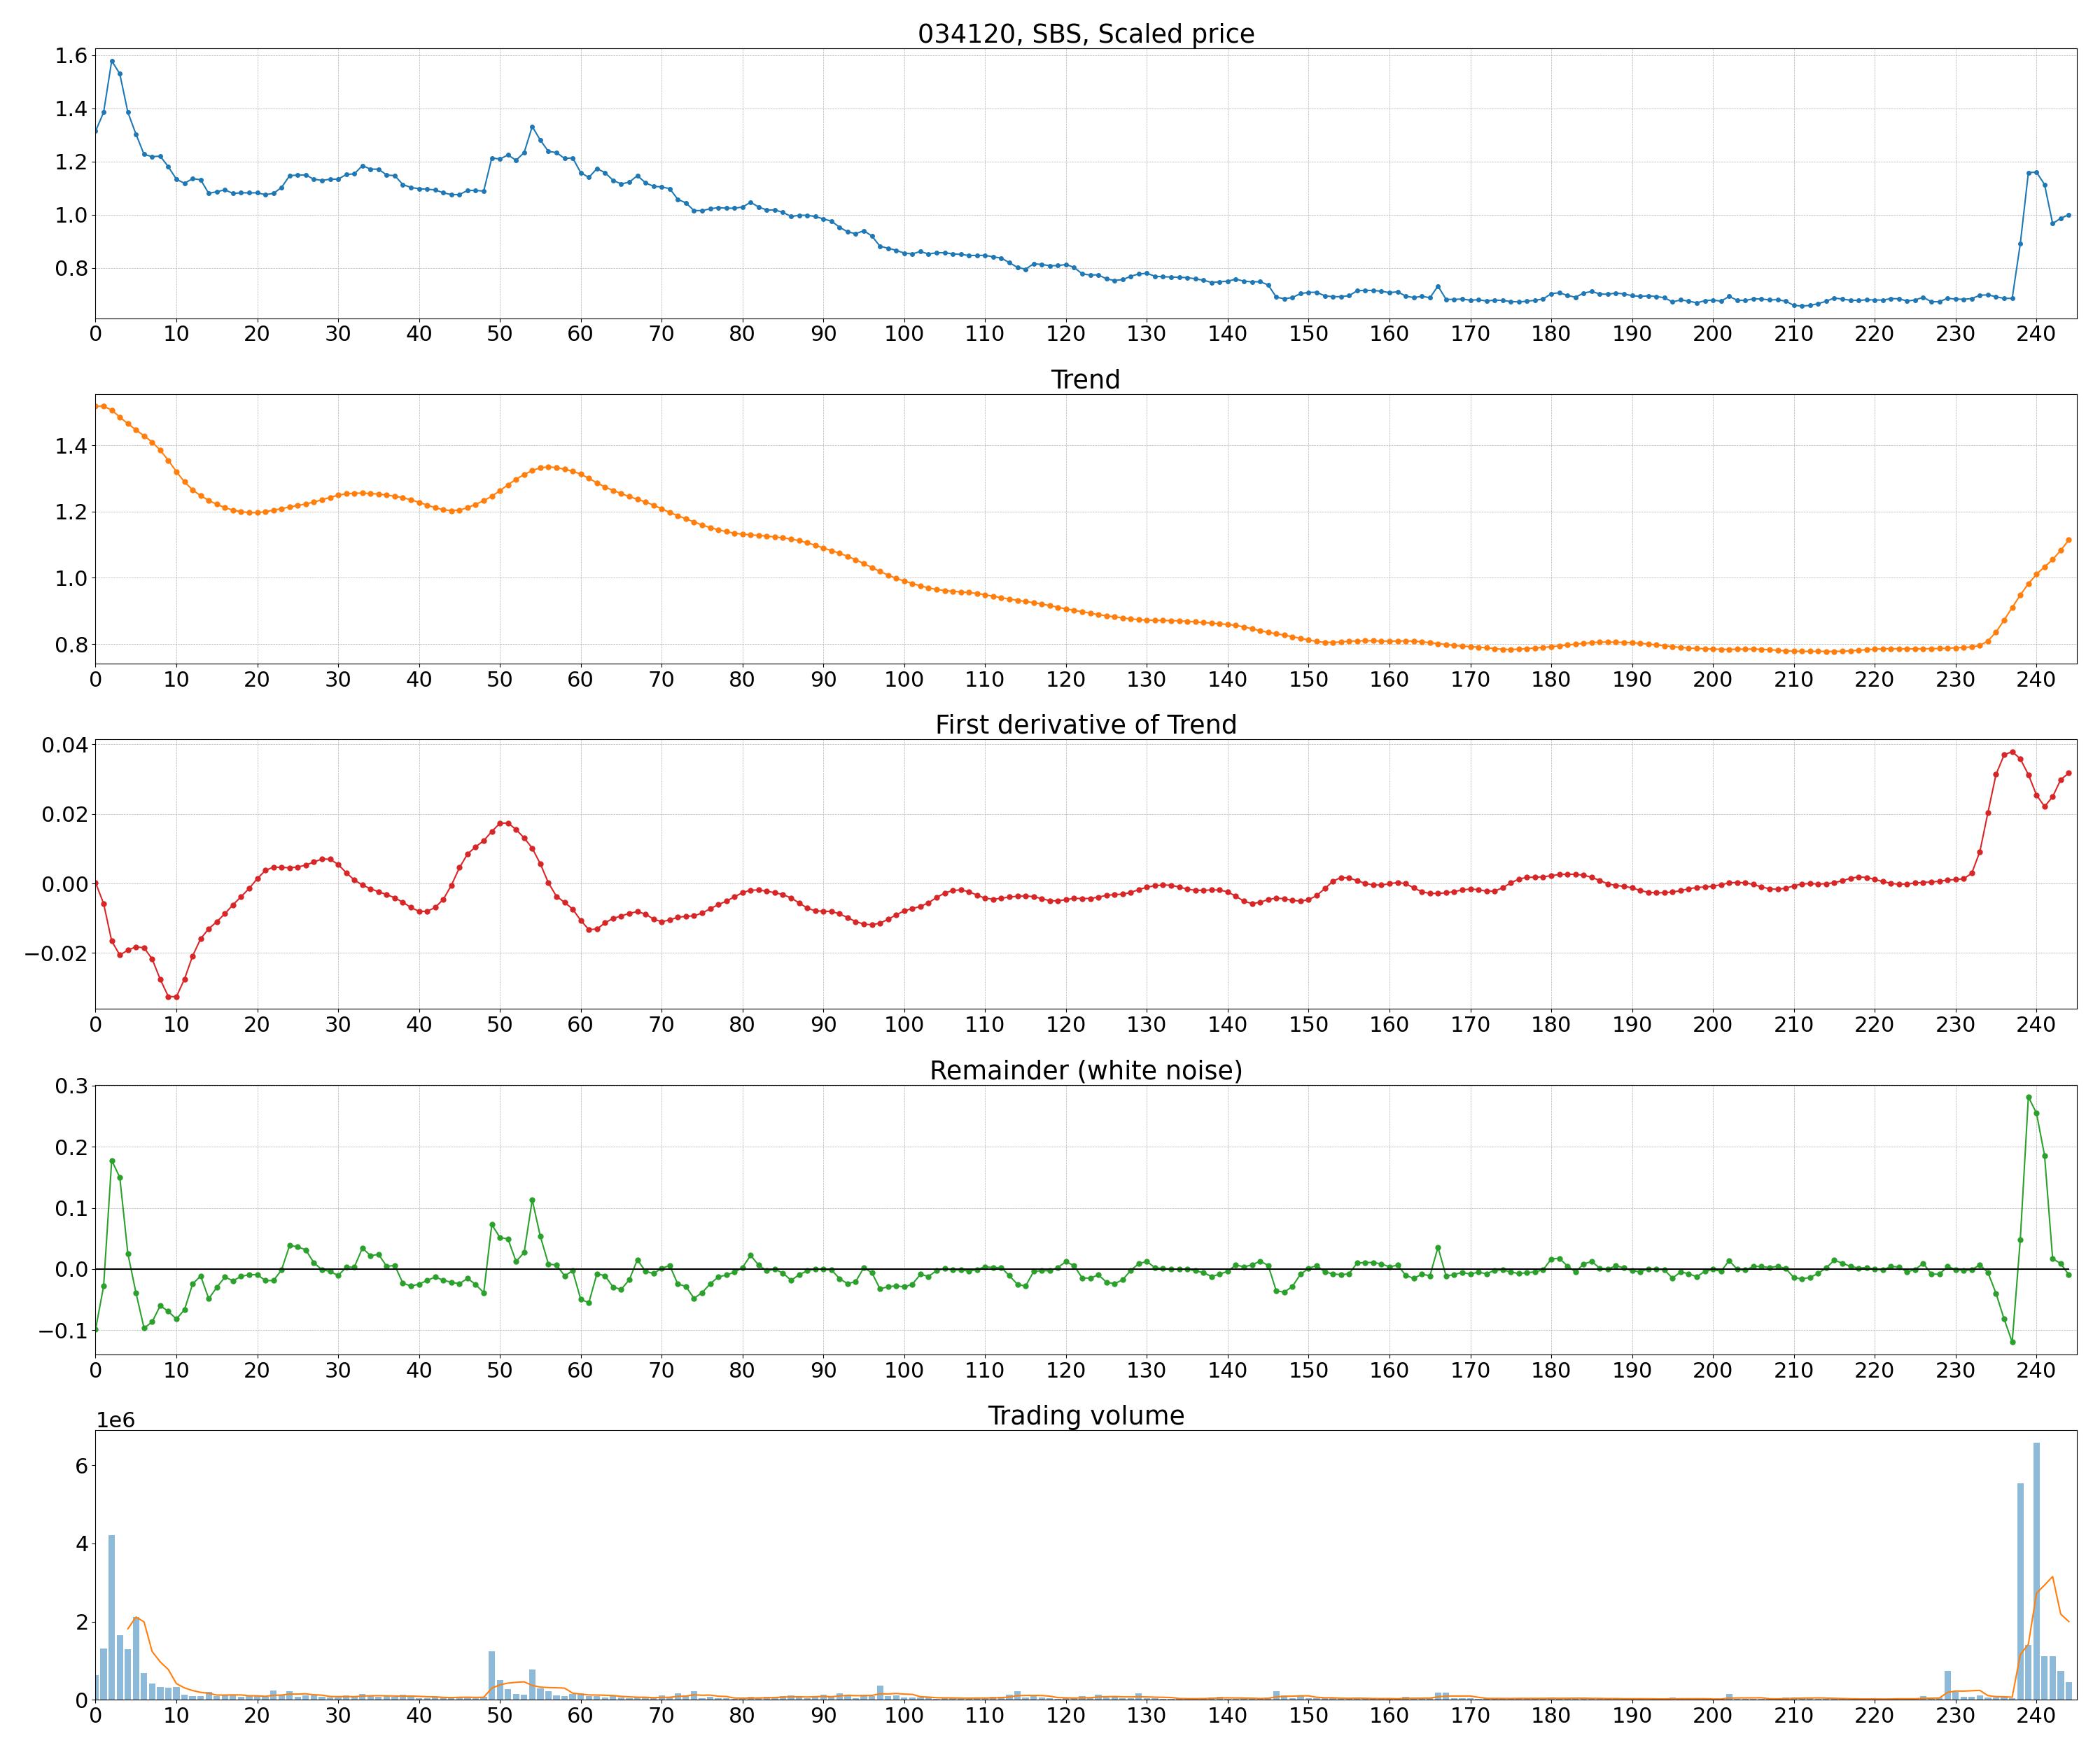 034120, SBS, Scaled price
1.6
1.4
1.2
1.0
0.8
0 10 20 30 40 50 60 70 80 90 100 110 120 130 140 150 160 170 180 190 200 210 220 230 240
Trend
1.4
1.2
1.0
0.8
0 10 20 30 40 50 60 70 80 90 100 110 120 130 140 150 160 170 180 190 200 210 220 230 240
First derivative of Trend
0.04
0.02
0.00
−0.02
0 10 20 30 40 50 60 70 80 90 100 110 120 130 140 150 160 170 180 190 200 210 220 230 240
Remainder (white noise)
0.3
0.2
0.1
0.0
−0.1
0 10 20 30 40 50 60 70 80 90 100 110 120 130 140 150 160 170 180 190 200 210 220 230 240
Trading volume
1e6
6
4
2
0
0 10 20 30 40 50 60 70 80 90 100 110 120 130 140 150 160 170 180 190 200 210 220 230 240